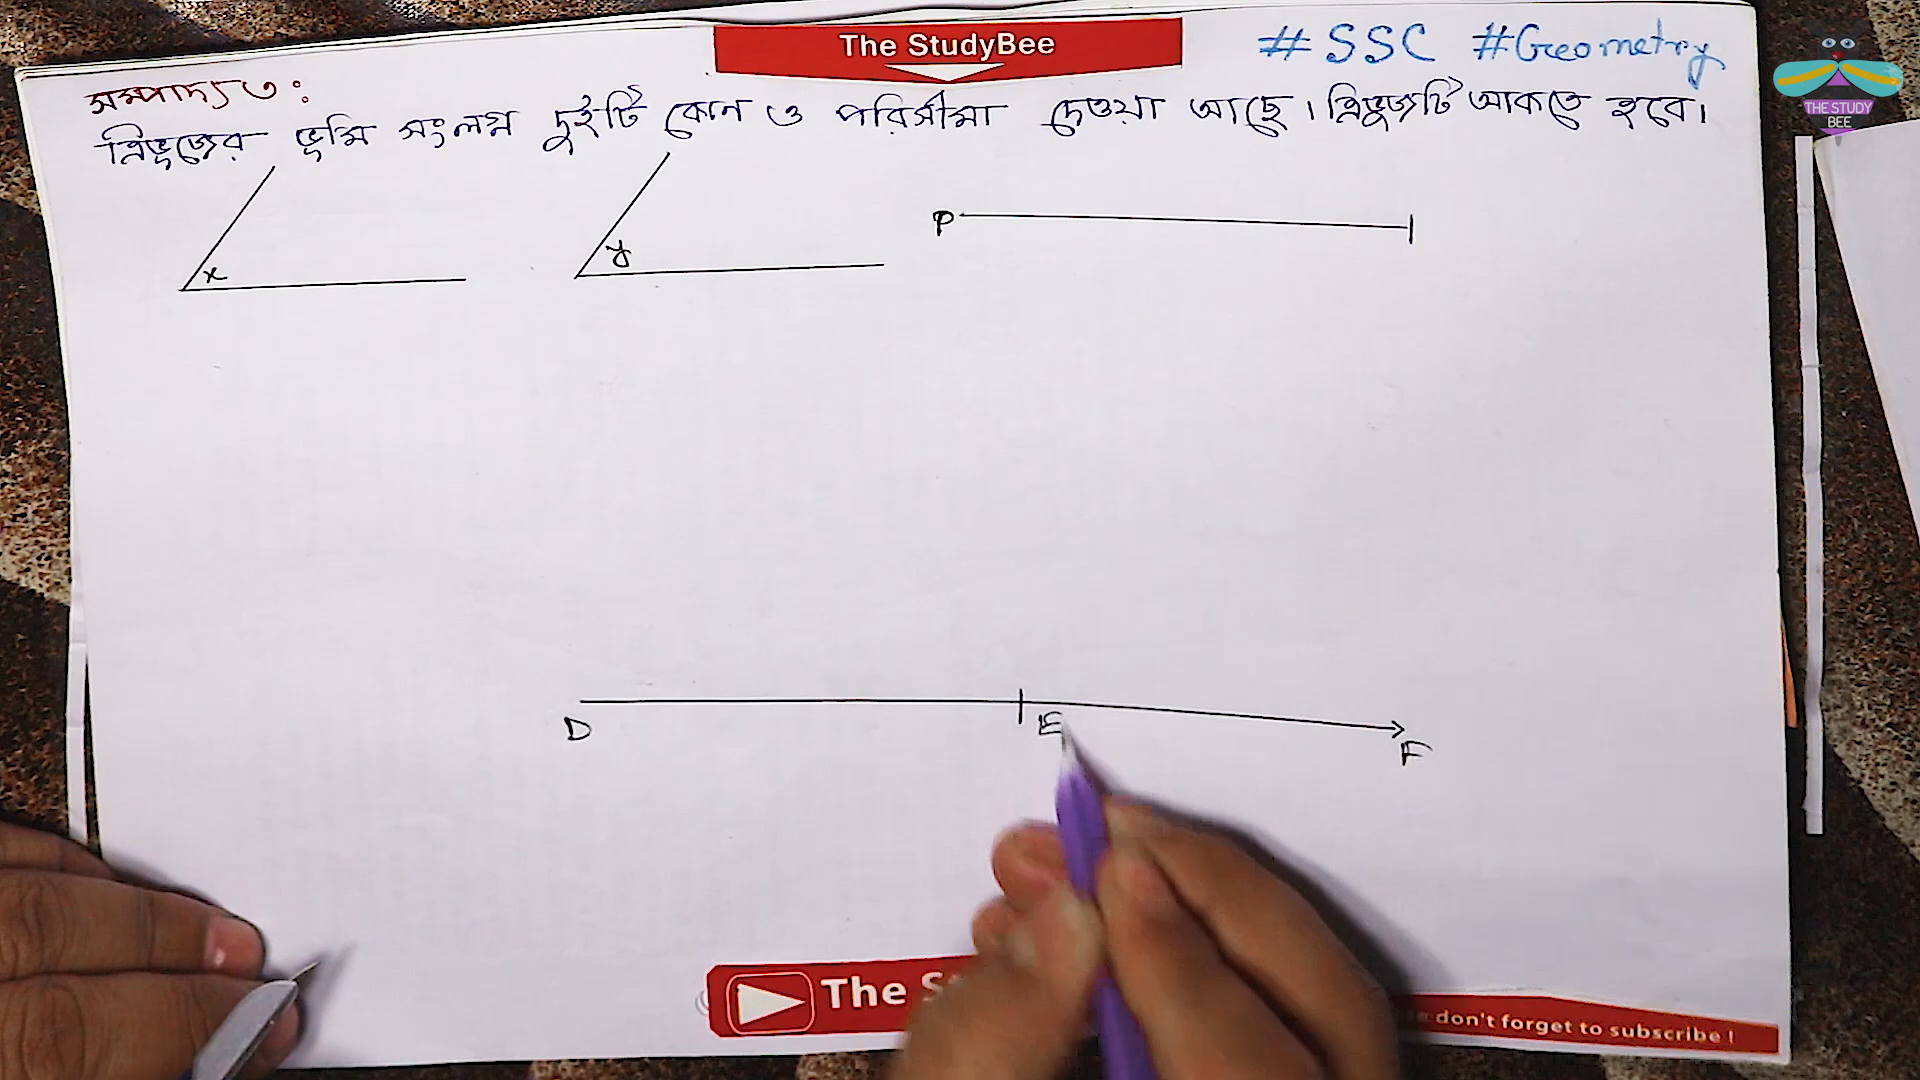 The StudyBee
#SSC #Geometry
THE STUDY
BEE
সম্পাদ্য ৩:
ত্রিভুজের ভূমি সংলগ্ন দুইটি কোন ও পরিসীমা দেওয়া আছে। ত্রিভুজটি আকতে হবে।
x
y
P
D
E
F
The
don't forget to subscribe!